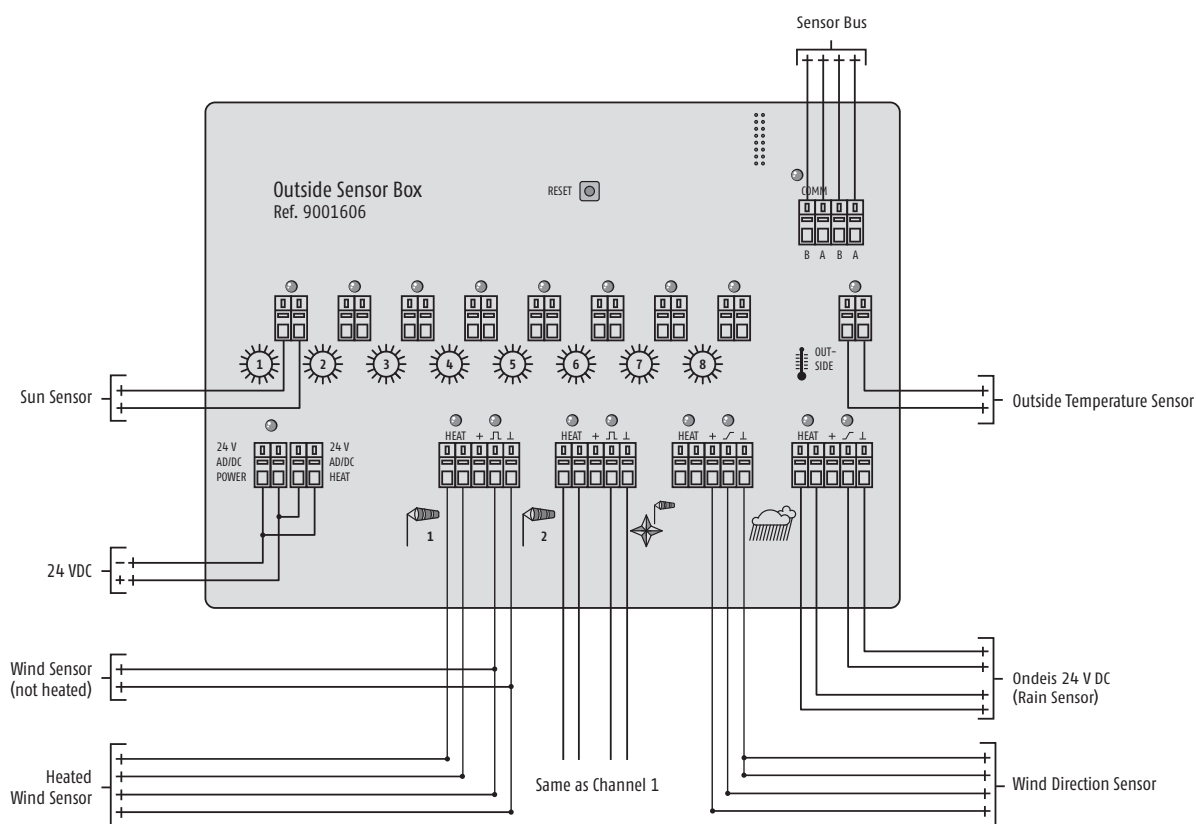 Sensor Bus
Outside Sensor Box
Ref. 9001606
RESET
COMM
B A B A
1 2 3 4 5 6 7 8
OUT-
SIDE
Sun Sensor
Outside Temperature Sensor
24 V
AD/DC
POWER
24 V
AD/DC
HEAT
HEAT + ⎍ ⊥
HEAT + ⎍ ⊥
HEAT + ⊥
HEAT + ⊥
1
2
24 VDC
-
+
Wind Sensor
(not heated)
Ondeis 24 V DC
(Rain Sensor)
Heated
Wind Sensor
Same as Channel 1
Wind Direction Sensor